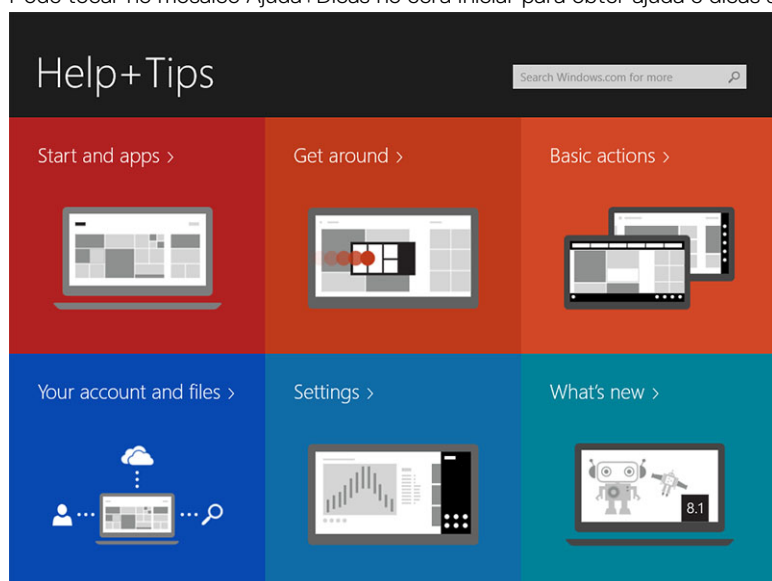 Help+Tips
Search Windows.com for more
Start and apps >
Get around >
Basic actions >
Your account and files >
Settings >
What's new >
8.1